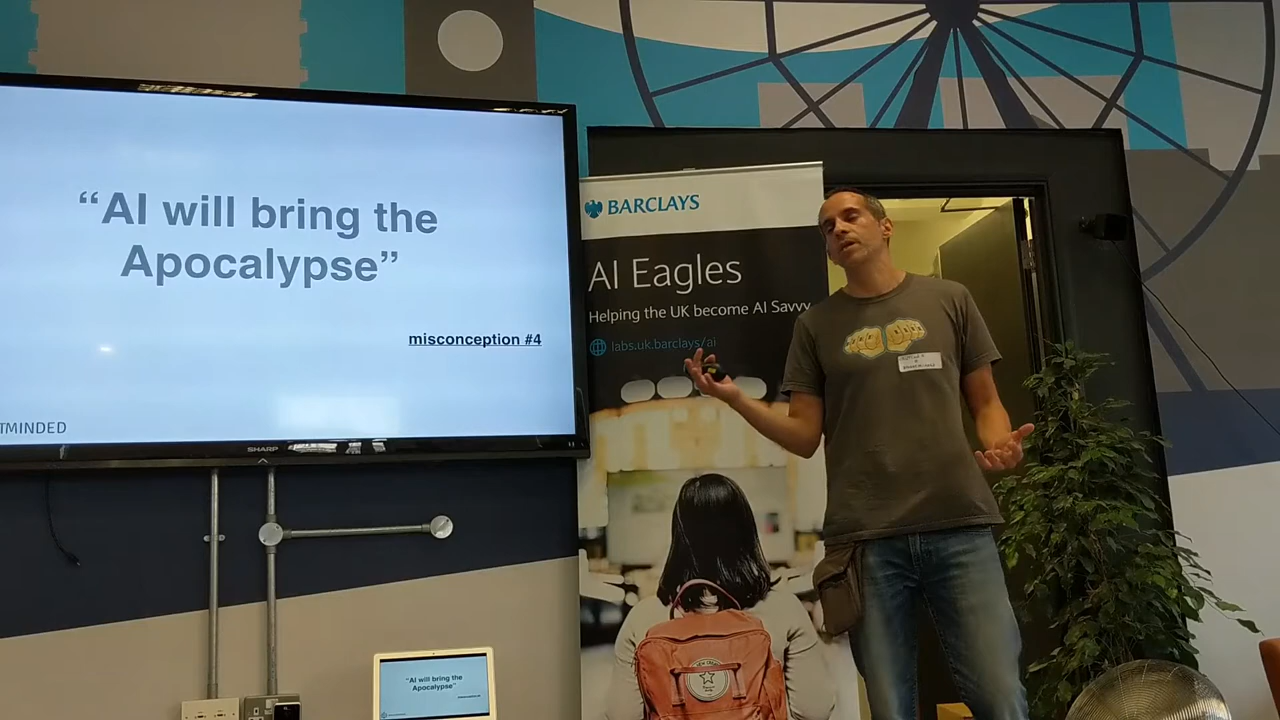 “AI will bring the
Apocalypse”
misconception #4
TMINDED
SHARP
BARCLAYS
AI Eagles
Helping the UK become AI Savvy
labs.uk.barclays/ai
“AI will bring the
Apocalypse”